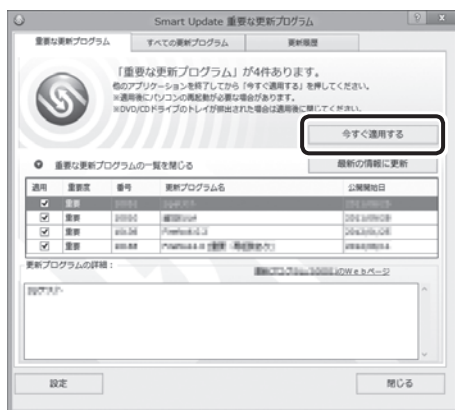 Smart Update 重要な更新プログラム
重要な更新プログラム
すべての更新プログラム
更新履歴
「重要な更新プログラム」が4件あります。
他のアプリケーションを終了してから「今すぐ適用する」を押してください。
※適用後にパソコンの再起動が必要な場合があります。
※DVD/CDドライブのトレイが排出された場合は適用後に閉じてください。
今すぐ適用する
重要な更新プログラムの一覧を閉じる
最新の情報に更新
適用 重要度 番号 更新プログラム名 公開開始日
重要
重要
重要
重要
更新プログラムの詳細：
のWebページ
設定
閉じる